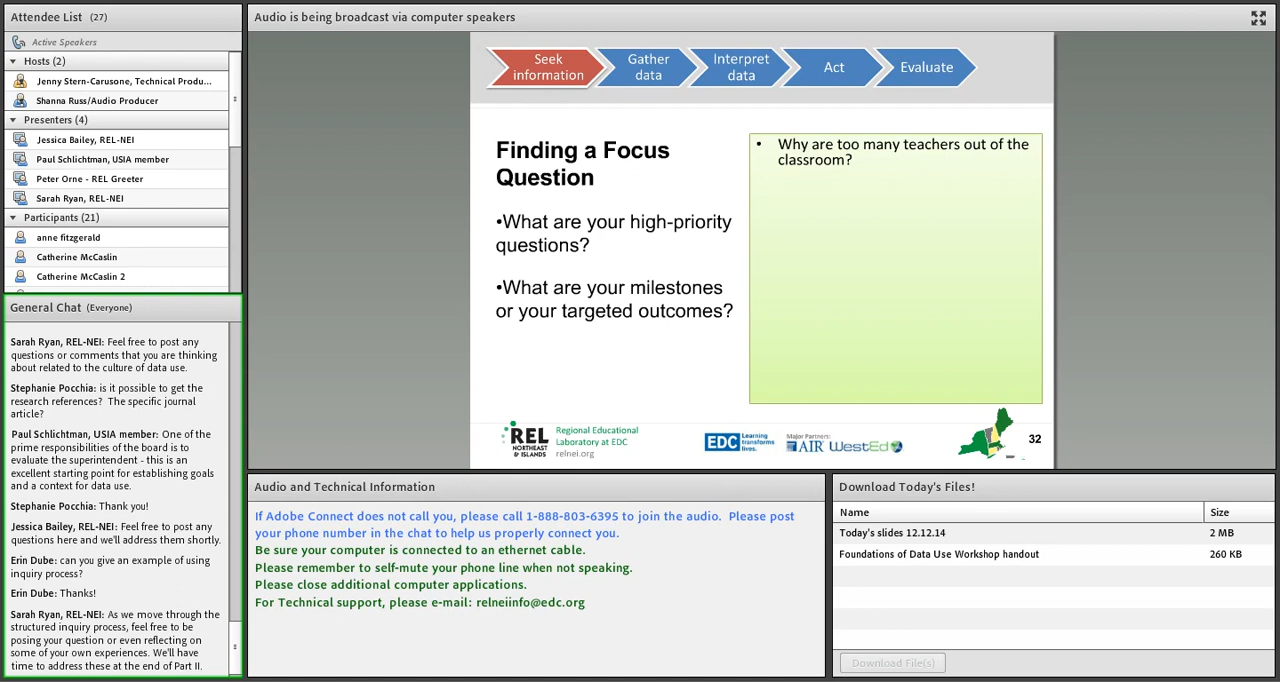 Attendee List (27)
Active Speakers
Hosts (2)
Jenny Stern-Carusone, Technical Produ...
Shanna Russ/Audio Producer
Presenters (4)
Jessica Bailey, REL-NEI
Paul Schlichtman, USIA member
Peter Orne - REL Greeter
Sarah Ryan, REL-NEI
Participants (21)
anne fitzgerald
Catherine McCaslin
Catherine McCaslin 2
General Chat (Everyone)
Sarah Ryan, REL-NEI: Feel free to post any
questions or comments that you are thinking
about related to the culture of data use.
Stephanie Pocchia: is it possible to get the
research references? The specific journal
article?
Paul Schlichtman, USIA member: One of the
prime responsibilities of the board is to
evaluate the superintendent - this is an
excellent starting point for establishing goals
and a context for data use.
Stephanie Pocchia: Thank you!
Jessica Bailey, REL-NEI: Feel free to post any
questions here and we'll address them shortly.
Erin Dube: can you give an example of using
inquiry process?
Erin Dube: Thanks!
Sarah Ryan, REL-NEI: As we move through the
structured inquiry process, feel free to be
posing your question or even reflecting on
some of your own experiences. We'll have
time to address these at the end of Part II.
Audio is being broadcast via computer speakers
Seek
information
Gather
data
Interpret
data
Act
Evaluate
Finding a Focus
Question
•What are your high-priority
questions?
•What are your milestones
or your targeted outcomes?
• Why are too many teachers out of the
classroom?
REL
NORTHEAST
& ISLANDS
Regional Educational
Laboratory at EDC
relnei.org
EDC
Learning
transforms
lives.
Major Partners:
AIR WestEd
32
Audio and Technical Information
If Adobe Connect does not call you, please call 1-888-803-6395 to join the audio. Please post
your phone number in the chat to help us properly connect you.
Be sure your computer is connected to an ethernet cable.
Please remember to self-mute your phone line when not speaking.
Please close additional computer applications.
For Technical support, please e-mail: relneiinfo@edc.org
Download Today's Files!
Name Size
Today's slides 12.12.14 2 MB
Foundations of Data Use Workshop handout 260 KB
Download File(s)